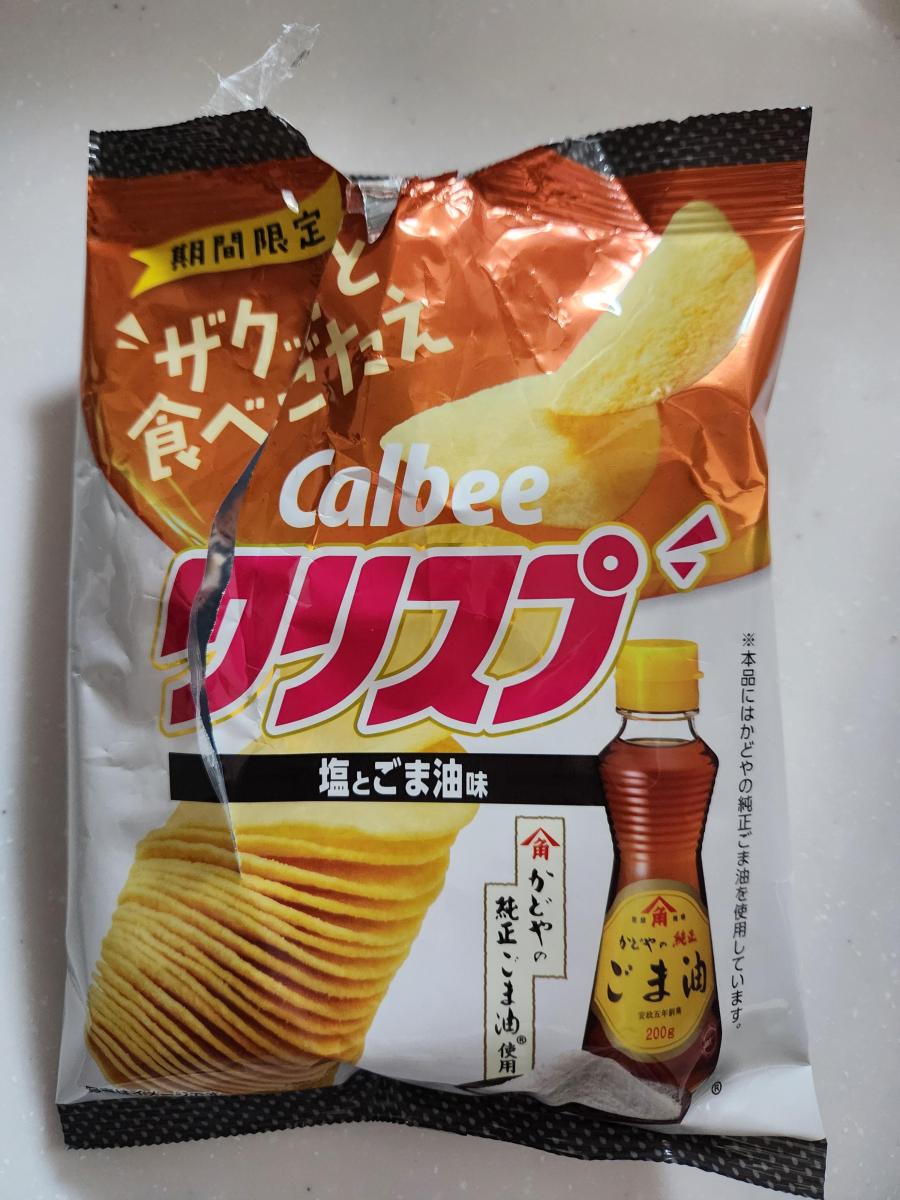 期間限定
ザクッと
食べごたえ
Calbee
クリスプ
塩とごま油味
※本品にはかどやの純正ごま油を使用しています。
角
かどやの
純正ごま油®使用
角
かどやの純正
ごま油
200g
®